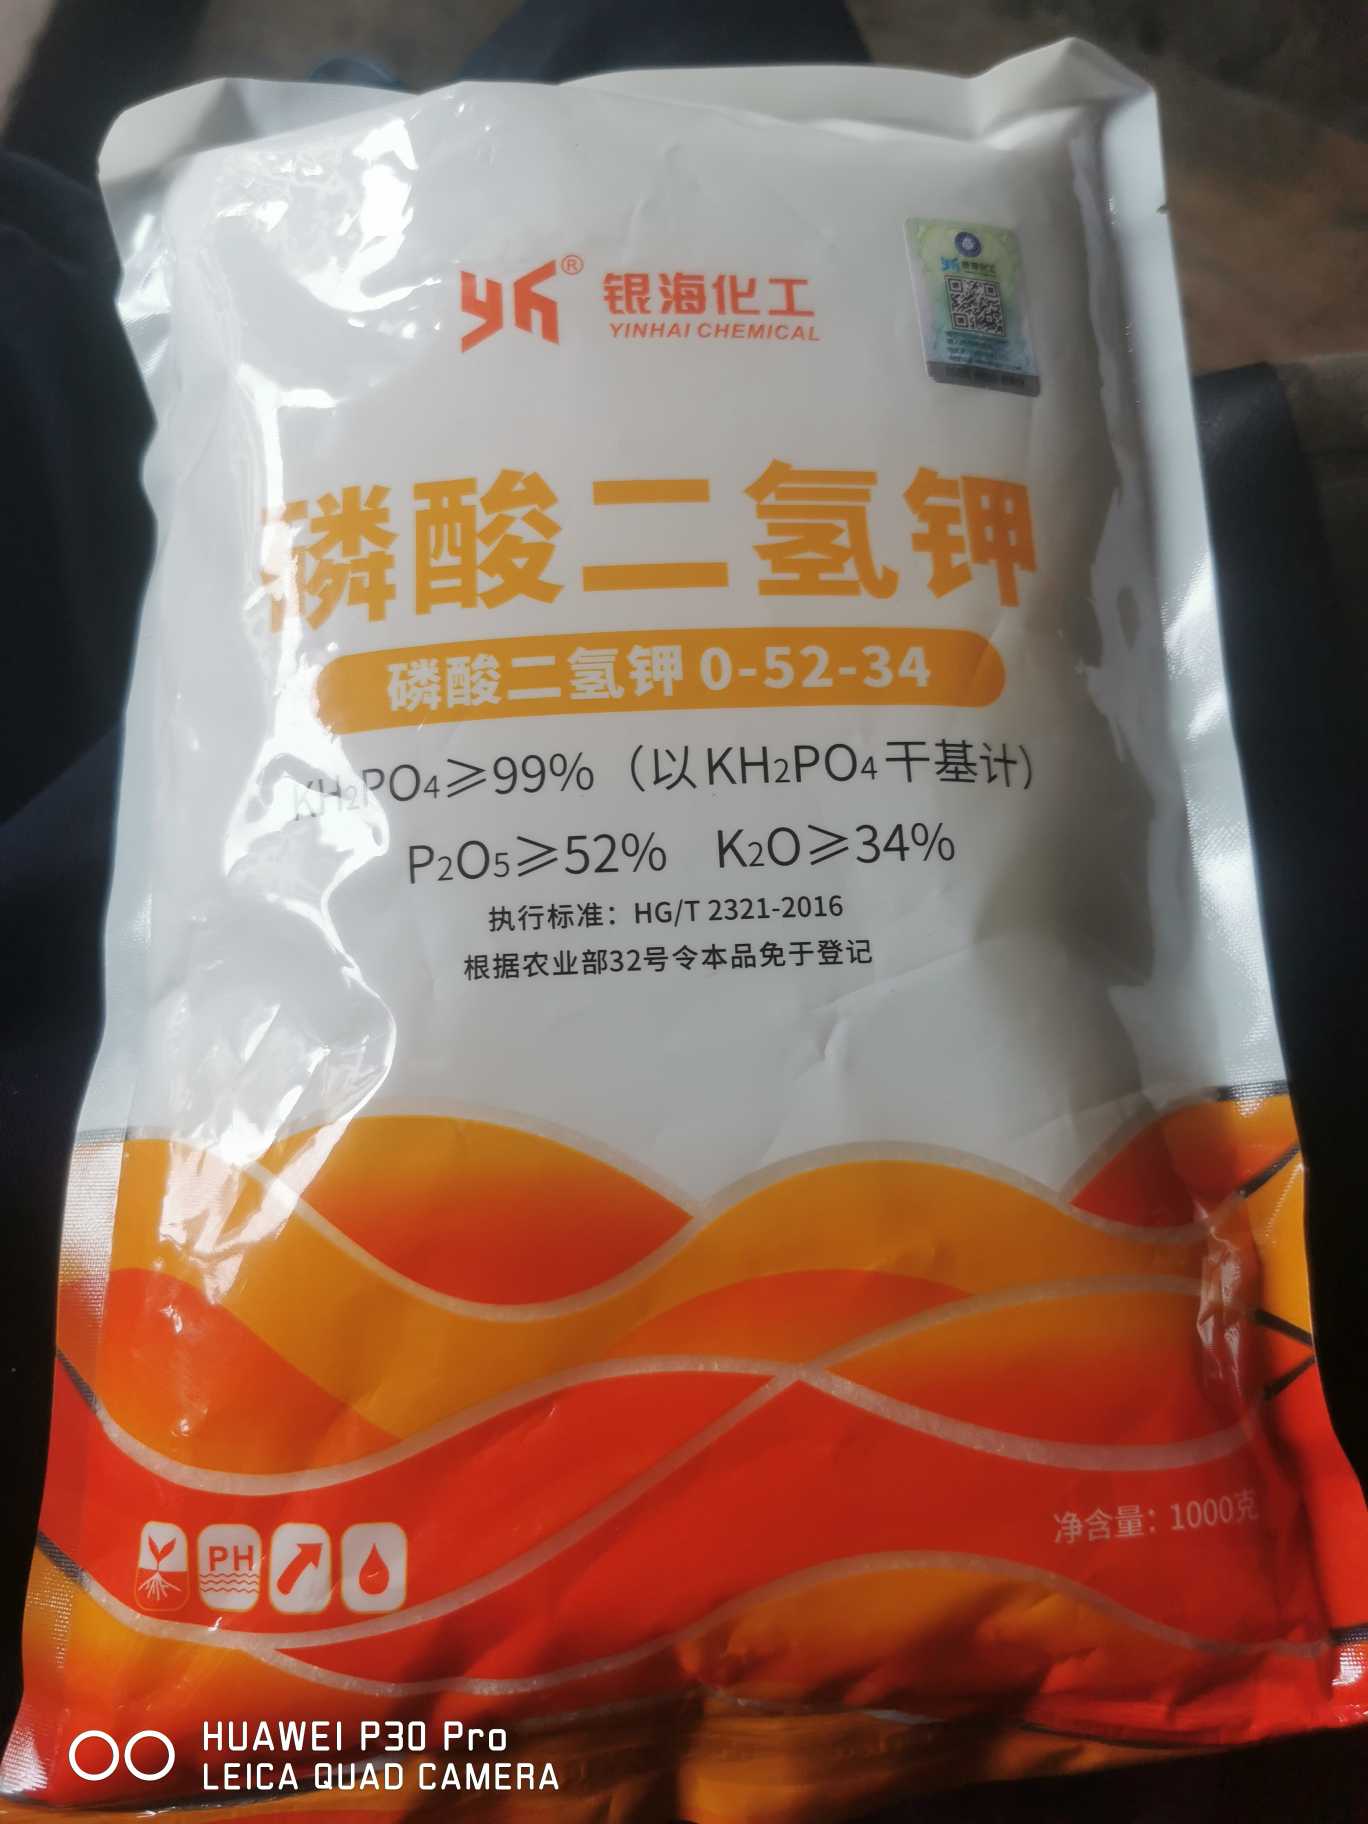 yh® 银海化工
YINHAI CHEMICAL
磷酸二氢钾
磷酸二氢钾 0-52-34
KH₂PO₄≥99%（以KH₂PO₄干基计）
P₂O₅≥52% K₂O≥34%
执行标准：HG/T 2321-2016
根据农业部32号令本品免于登记
PH
净含量：1000克
HUAWEI P30 Pro
LEICA QUAD CAMERA